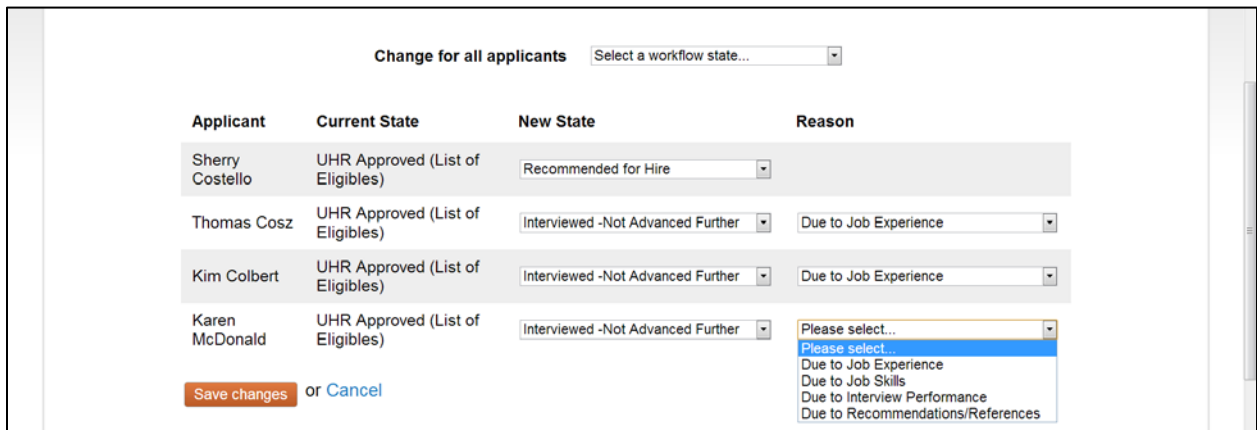 Change for all applicants Select a workflow state...
Applicant Current State New State Reason
Sherry Costello UHR Approved (List of Eligibles) Recommended for Hire
Thomas Cosz UHR Approved (List of Eligibles) Interviewed -Not Advanced Further Due to Job Experience
Kim Colbert UHR Approved (List of Eligibles) Interviewed -Not Advanced Further Due to Job Experience
Karen McDonald UHR Approved (List of Eligibles) Interviewed -Not Advanced Further Please select...
Please select...
Due to Job Experience
Due to Job Skills
Due to Interview Performance
Due to Recommendations/References
Save changes or Cancel